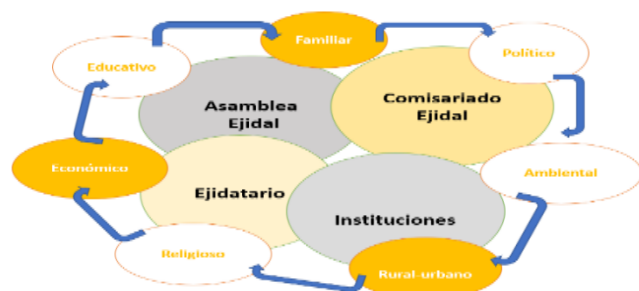 Familiar
Educativo
Político
Asamblea
Ejidal
Comisariado
Ejidal
Económico
Ambiental
Ejidatario
Instituciones
Religioso
Rural-urbano